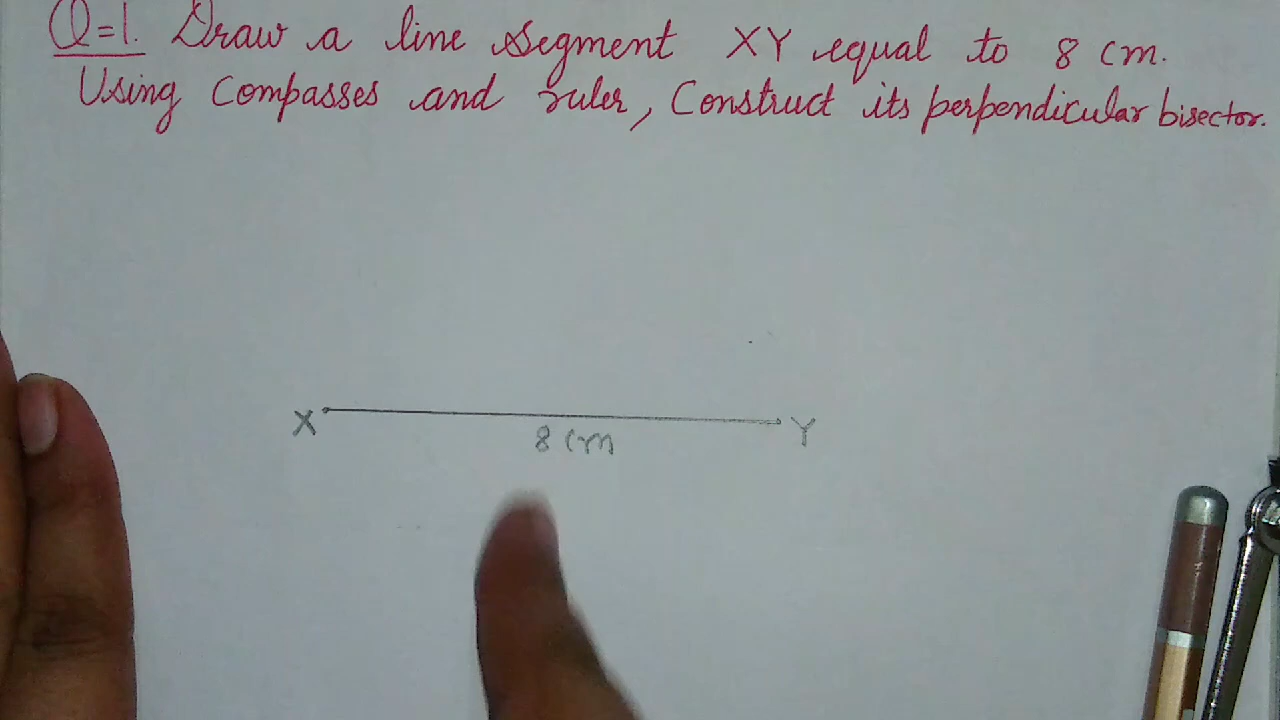 Q=1. Draw a line segment XY equal to 8 cm.
Using Compasses and ruler, Construct its perpendicular bisector.
X
Y
8 cm